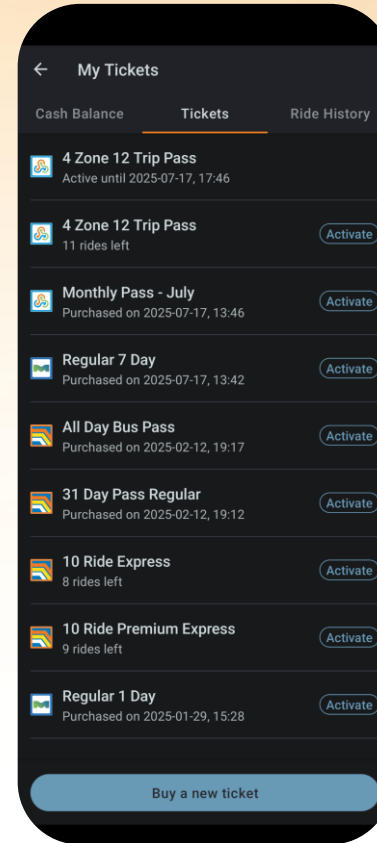 My Tickets
Cash Balance Tickets Ride History
4 Zone 12 Trip Pass
Active until 2025-07-17, 17:46
4 Zone 12 Trip Pass
11 rides left
Activate
Monthly Pass - July
Purchased on 2025-07-17, 13:46
Activate
Regular 7 Day
Purchased on 2025-07-17, 13:42
Activate
All Day Bus Pass
Purchased on 2025-02-12, 19:17
Activate
31 Day Pass Regular
Purchased on 2025-02-12, 19:12
Activate
10 Ride Express
8 rides left
Activate
10 Ride Premium Express
9 rides left
Activate
Regular 1 Day
Purchased on 2025-01-29, 15:28
Activate
Buy a new ticket